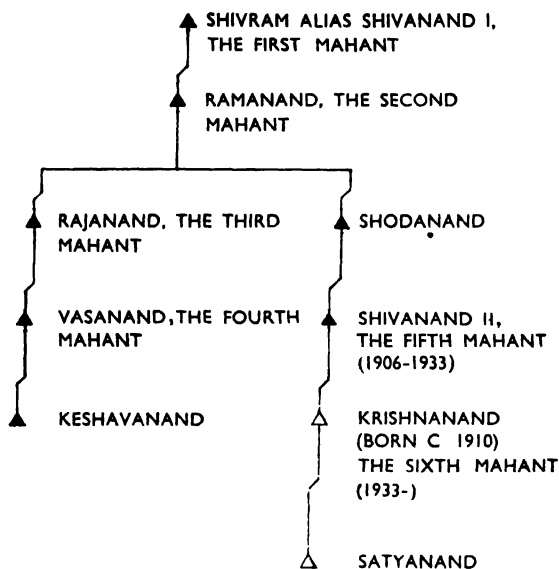 SHIVRAM ALIAS SHIVANAND I,
THE FIRST MAHANT
RAMANAND, THE SECOND
MAHANT
RAJANAND, THE THIRD
MAHANT
SHODANAND
VASANAND, THE FOURTH
MAHANT
SHIVANAND II,
THE FIFTH MAHANT
(1906-1933)
KESHAVANAND
KRISHNANAND
(BORN C 1910)
THE SIXTH MAHANT
(1933-)
SATYANAND